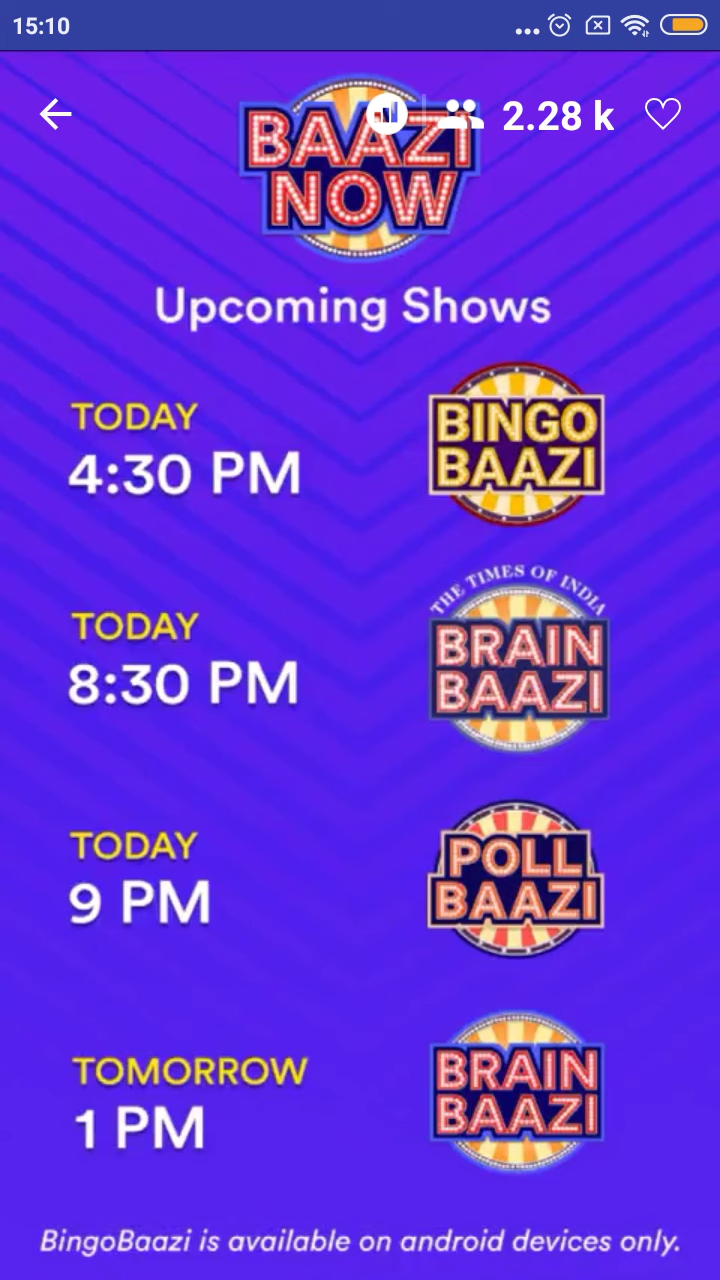 15:10
BAAZI
NOW
2.28 k
Upcoming Shows
TODAY
4:30 PM
BINGO
BAAZI
TODAY
8:30 PM
THE TIMES OF INDIA
BRAIN
BAAZI
TODAY
9 PM
POLL
BAAZI
TOMORROW
1 PM
BRAIN
BAAZI
BingoBaazi is available on android devices only.